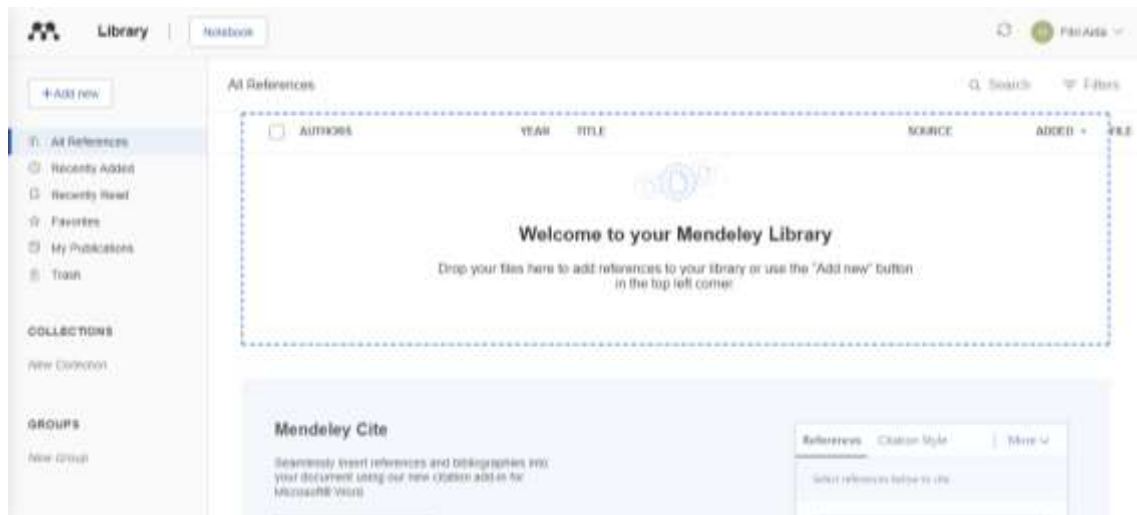 Library
Notebook
Fitri Aida
+Add new
All References
Search
Filters
AUTHORS YEAR TITLE SOURCE ADDED FILE
All References
Recently Added
Recently Read
Favorites
My Publications
Trash
Welcome to your Mendeley Library
Drop your files here to add references to your library or use the "Add new" button
in the top left corner
COLLECTIONS
New Collection
GROUPS
New Group
Mendeley Cite
Seamlessly insert references and bibliographies into
your document using our new citation add-in for
Microsoft® Word
References Citation Style More
Select references below to cite